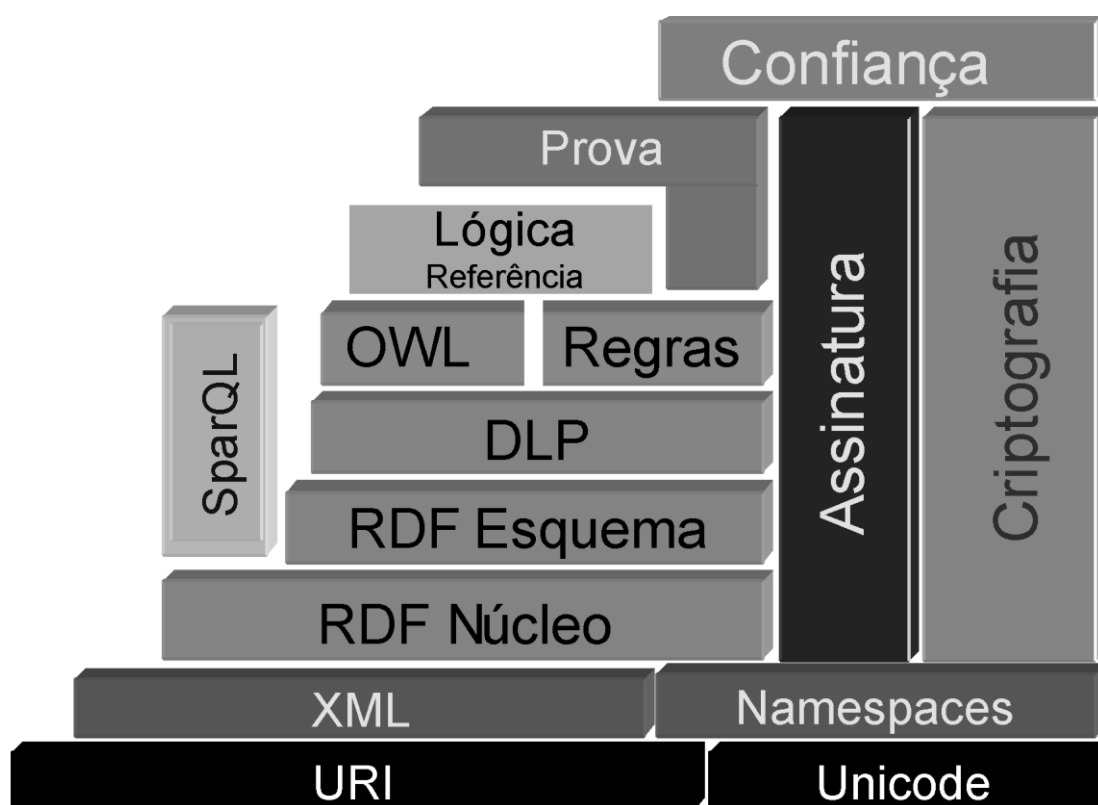 Confiança
Prova
Lógica
Referência
OWL
Regras
SparQL
DLP
RDF Esquema
RDF Núcleo
Assinatura
Criptografia
XML
Namespaces
URI
Unicode